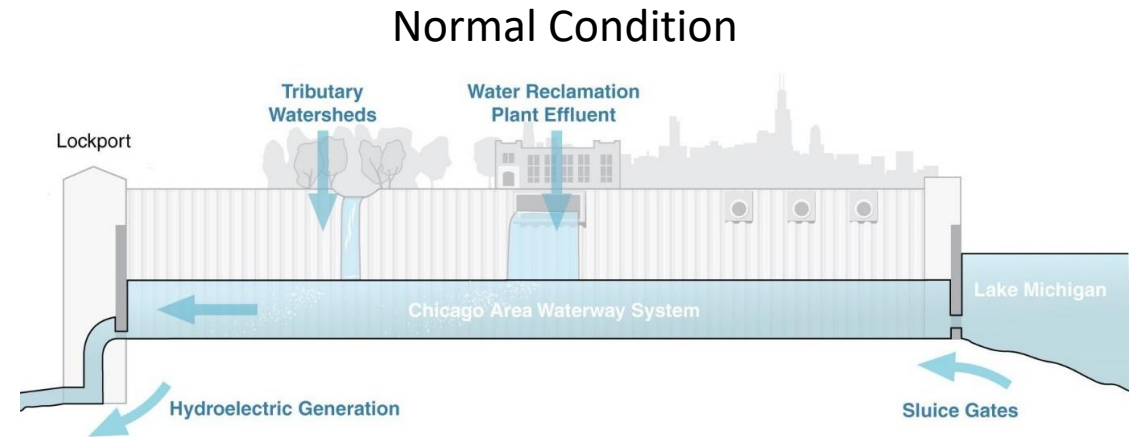 Normal Condition
Tributary
Watersheds
Water Reclamation
Plant Effluent
Lockport
Lake Michigan
Chicago Area Waterway System
Hydroelectric Generation
Sluice Gates